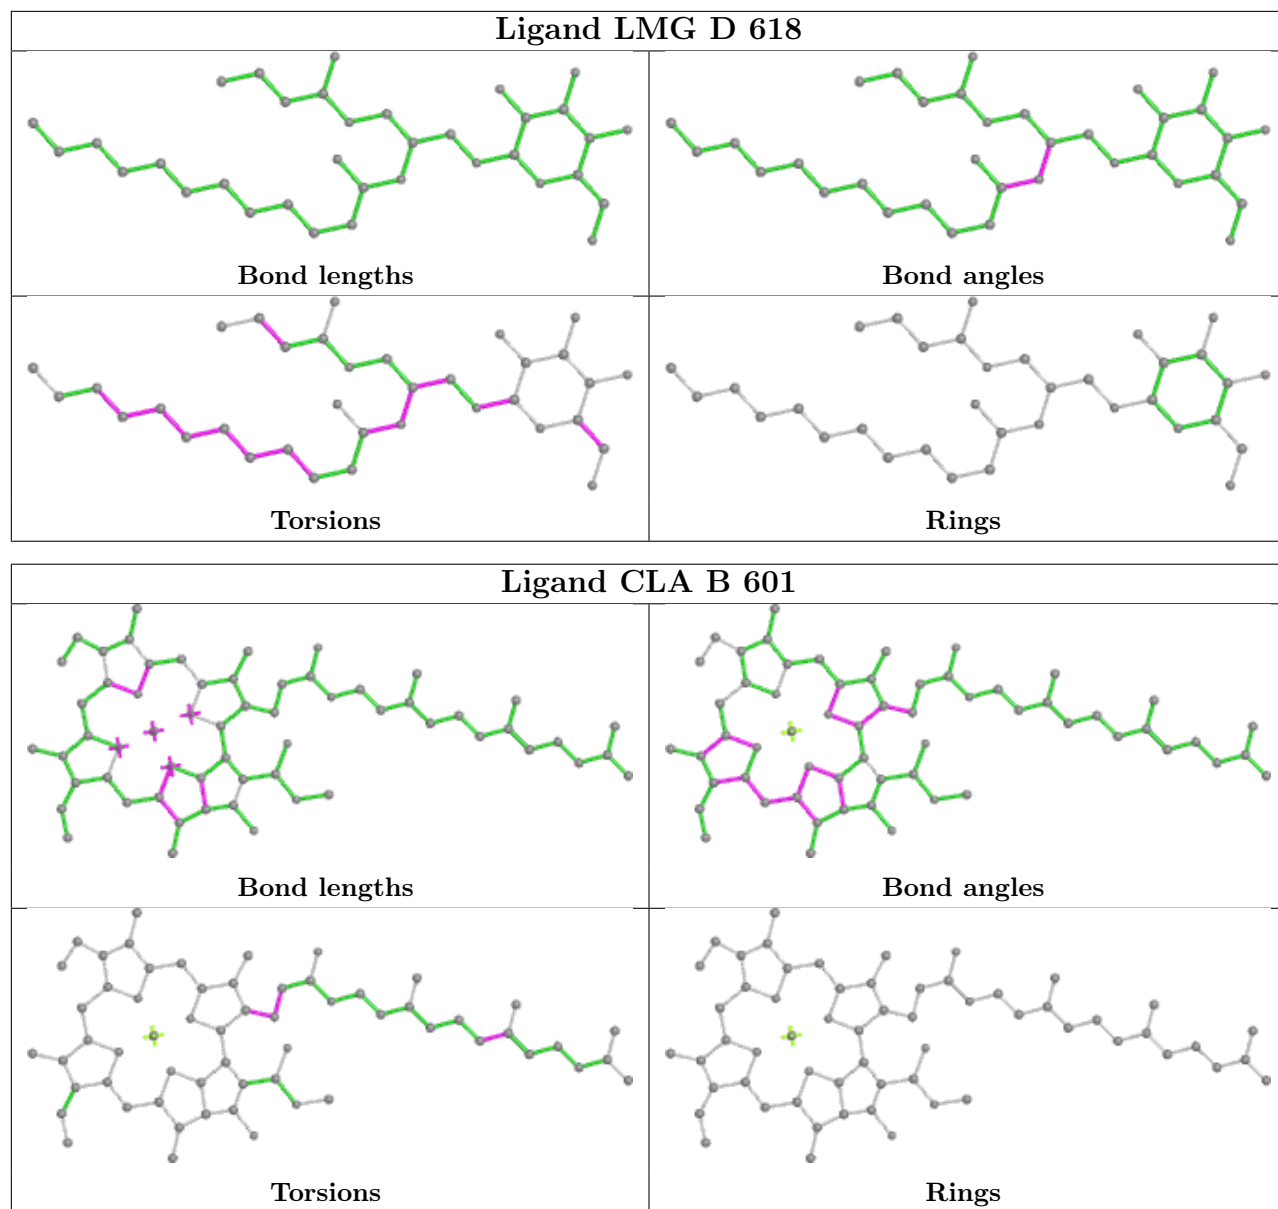 Ligand LMG D 618
Bond lengths
Bond angles
Torsions
Rings
Ligand CLA B 601
Bond lengths
Bond angles
Torsions
Rings